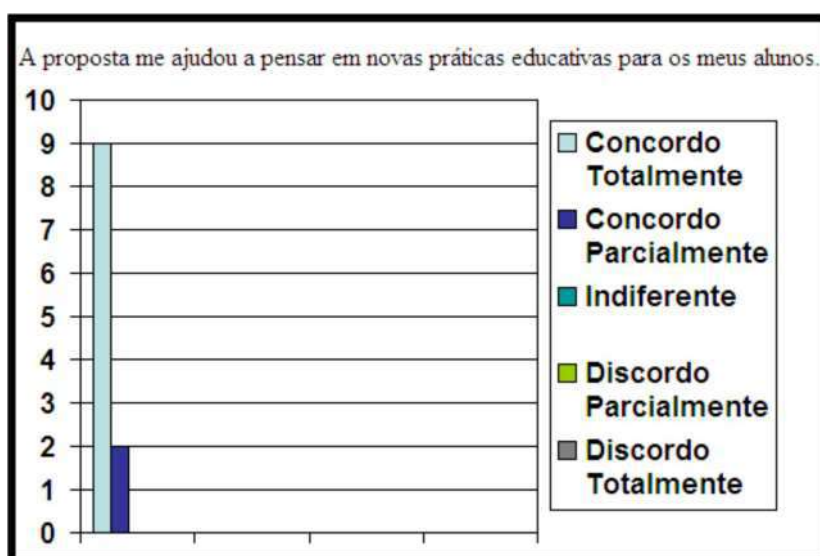 A proposta me ajudou a pensar em novas práticas educativas para os meus alunos.
10
9
8
7
6
5
4
3
2
1
0
Concordo
Totalmente
Concordo
Parcialmente
Indiferente
Discordo
Parcialmente
Discordo
Totalmente